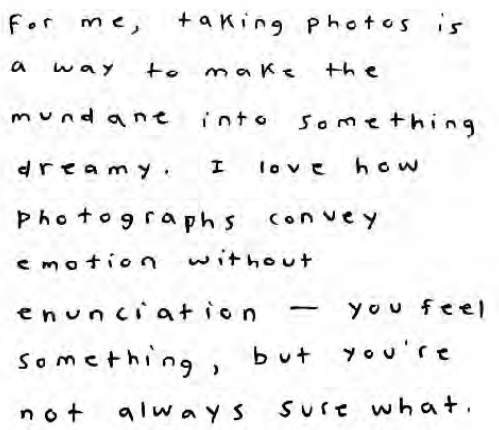 For me, taking photos is
a way to make the
mundane into something
dreamy. I love how
photographs convey
emotion without
enunciation — you feel
something, but you're
not always sure what.